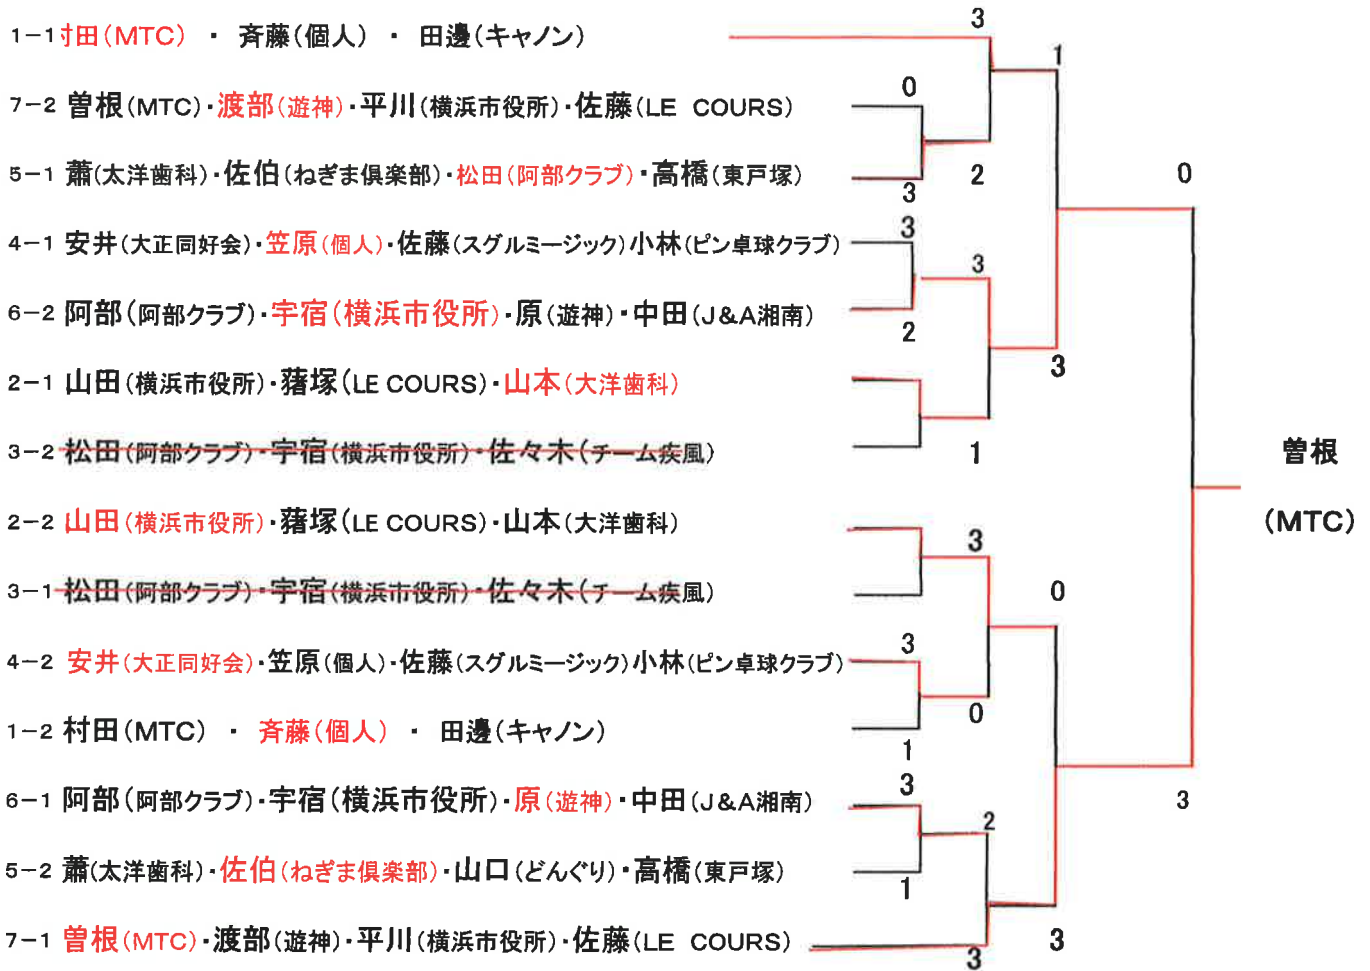 1-1 村田(MTC) ・ 斉藤(個人) ・ 田邊(キャノン)
7-2 曽根(MTC)・渡部(遊神)・平川(横浜市役所)・佐藤(LE COURS)
5-1 蕭(太洋歯科)・佐伯(ねぎま倶楽部)・松田(阿部クラブ)・高橋(東戸塚)
4-1 安井(大正同好会)・笠原(個人)・佐藤(スグルミージック)小林(ピン卓球クラブ)
6-2 阿部(阿部クラブ)・宇宿(横浜市役所)・原(遊神)・中田(J&A湘南)
2-1 山田(横浜市役所)・藷塚(LE COURS)・山本(大洋歯科)
3-2 松田(阿部クラブ)・宇宿(横浜市役所)・佐々木(チーム疾風)
2-2 山田(横浜市役所)・藷塚(LE COURS)・山本(大洋歯科)
3-1 松田(阿部クラブ)・宇宿(横浜市役所)・佐々木(チーム疾風)
4-2 安井(大正同好会)・笠原(個人)・佐藤(スグルミージック)小林(ピン卓球クラブ)
1-2 村田(MTC) ・ 斉藤(個人) ・ 田邊(キャノン)
6-1 阿部(阿部クラブ)・宇宿(横浜市役所)・原(遊神)・中田(J&A湘南)
5-2 蕭(太洋歯科)・佐伯(ねぎま倶楽部)・山口(どんぐり)・高橋(東戸塚)
7-1 曽根(MTC)・渡部(遊神)・平川(横浜市役所)・佐藤(LE COURS)
0
3
3
2
3
1
3
1
3
2
3
1
3
0
2
3
1
3
0
3
0
3
曽根
(MTC)